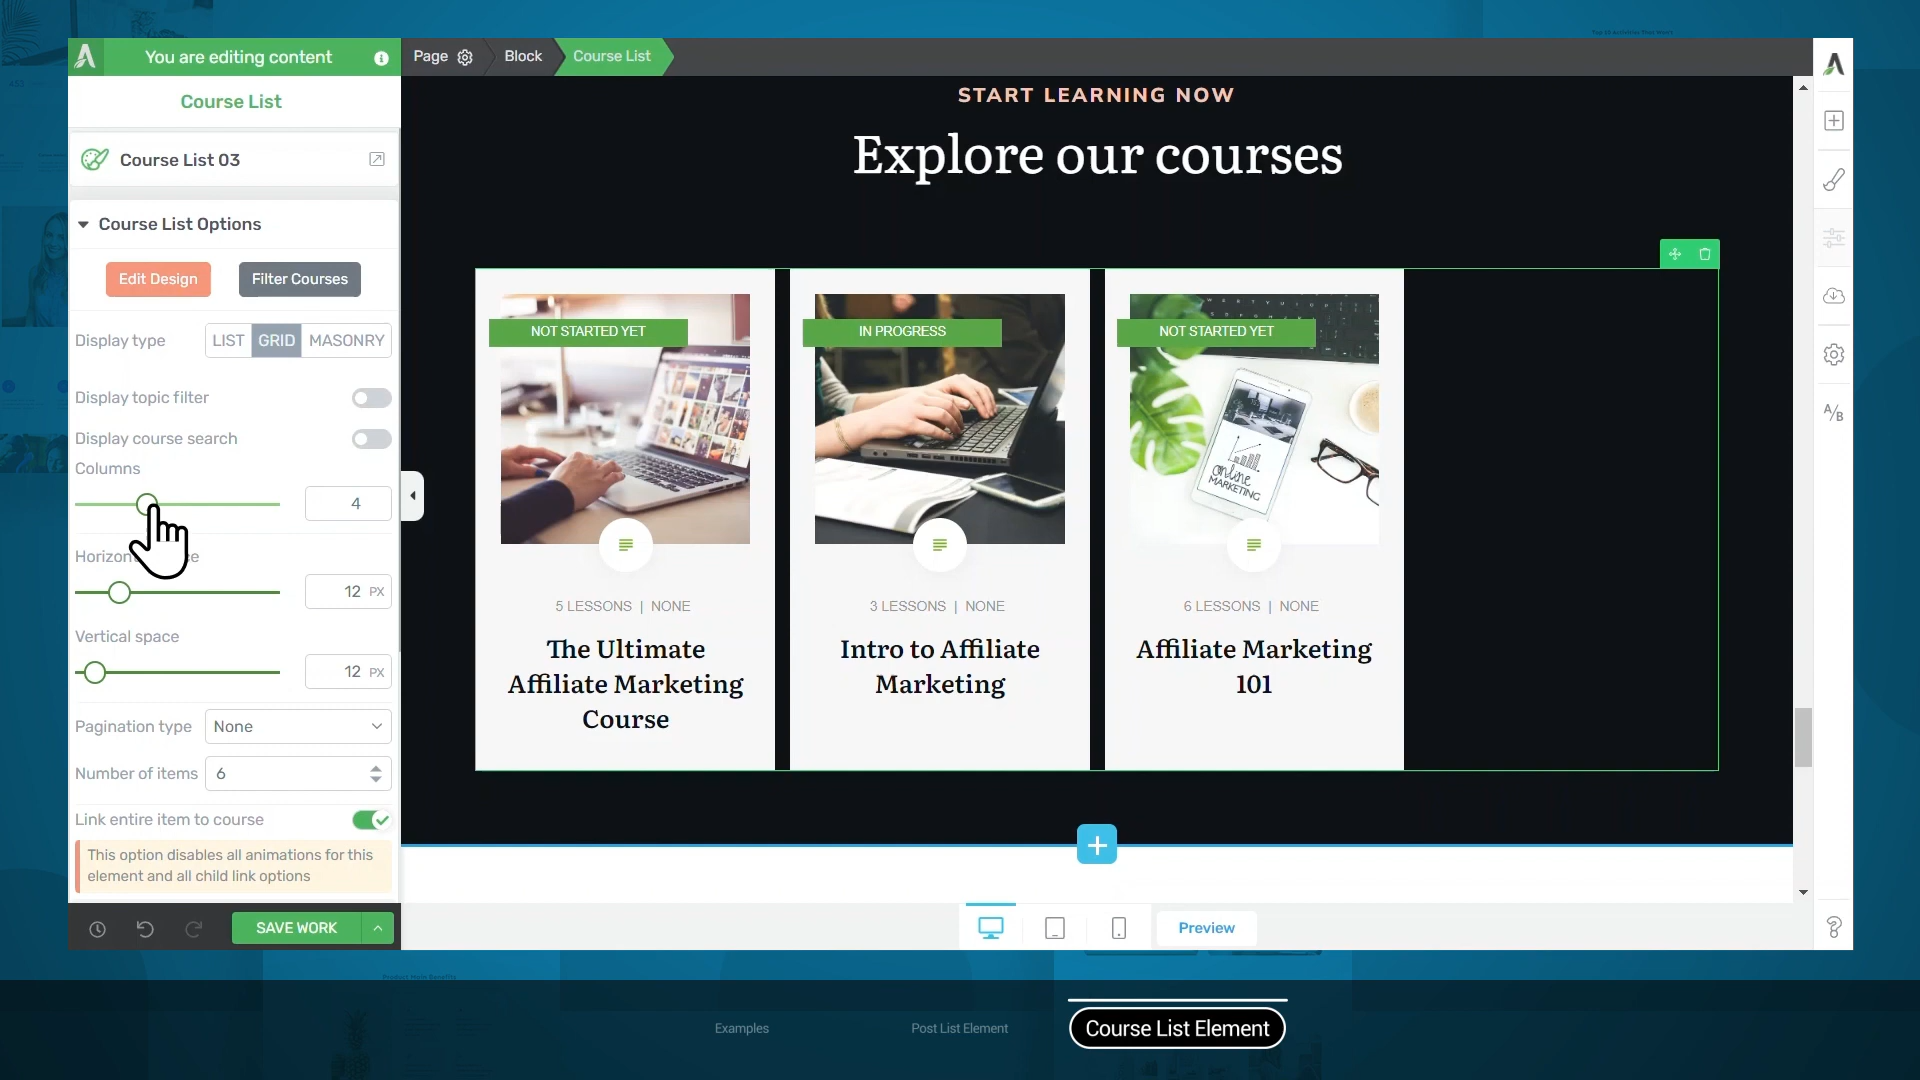 You are editing content
Page
Block
Course List
Course List
Course List 03
Course List Options
Edit Design
Filter Courses
Display type
LIST
GRID
MASONRY
Display topic filter
Display course search
Columns
4
12 PX
Vertical space
12 PX
Pagination type
None
Number of items
6
Link entire item to course
This option disables all animations for this
element and all child link options
SAVE WORK
START LEARNING NOW
Explore our courses
NOT STARTED YET
5 LESSONS | NONE
The Ultimate
Affiliate Marketing
Course
IN PROGRESS
3 LESSONS | NONE
Intro to Affiliate
Marketing
NOT STARTED YET
online
MARKETING
6 LESSONS | NONE
Affiliate Marketing
101
A/B
Preview
Product Main Benefits
Examples
Post List Element
Course List Element